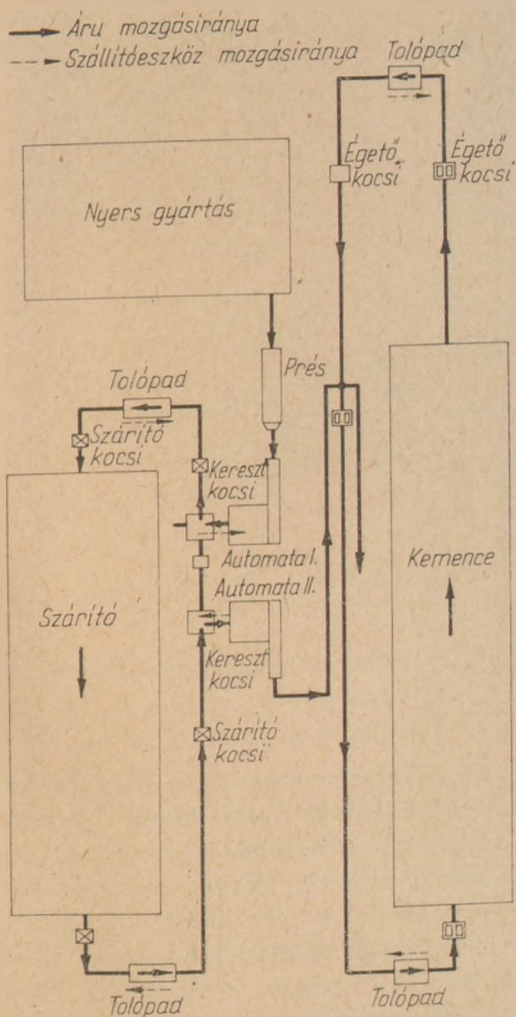 Áru mozgásiránya
Szállítóeszköz mozgásiránya
Tolópad
Égető
kocsi
Égető
kocsi
Nyers gyártás
Prés
Tolópad
Szárító
kocsi
Kereszt
kocsi
Automata I.
Automata II.
Kemence
Szárító
Kereszt
kocsi
Szárító
kocsi
Tolópad
Tolópad